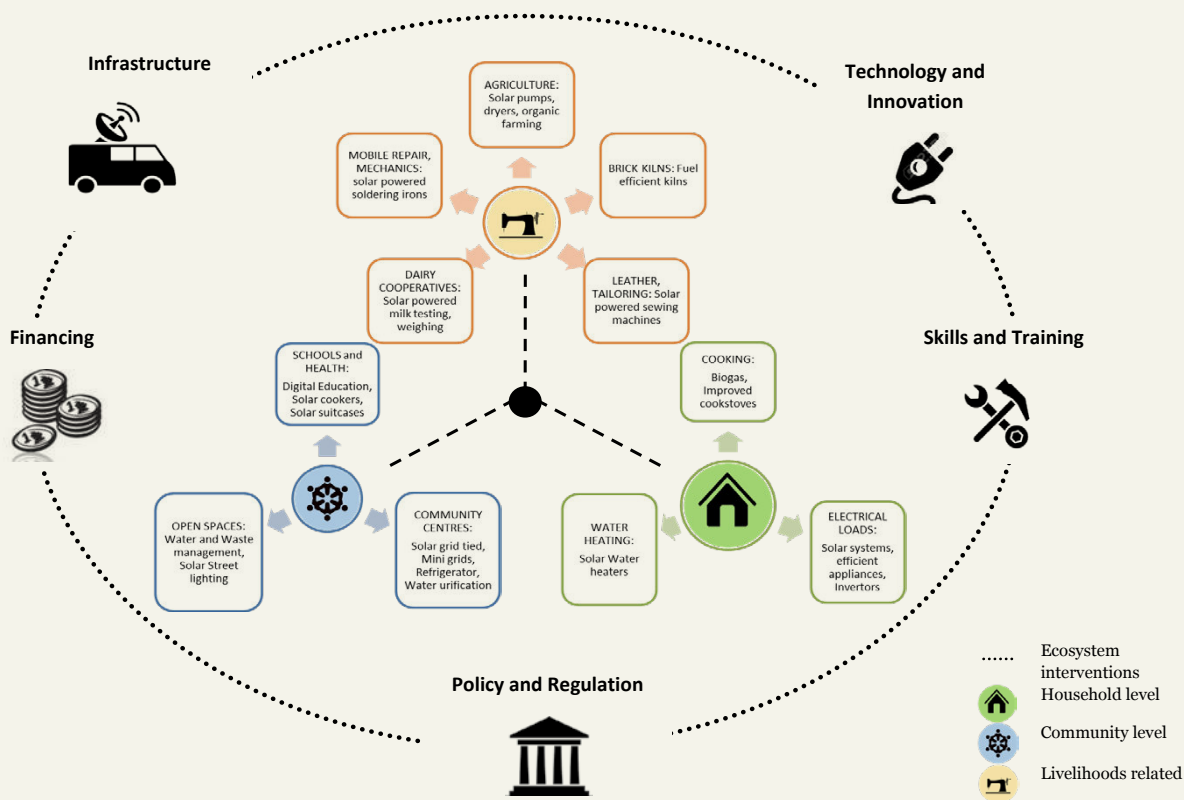 Infrastructure
Technology and
Innovation
AGRICULTURE:
Solar pumps,
dryers, organic
farming
MOBILE REPAIR,
MECHANICS:
solar powered
soldering irons
BRICK KILNS: Fuel
efficient kilns
DAIRY
COOPERATIVES:
Solar powered
milk testing,
weighing
LEATHER,
TAILORING: Solar
powered sewing
machines
Financing
Skills and Training
SCHOOLS and
HEALTH:
Digital Education,
Solar cookers,
Solar suitcases
COOKING:
Biogas,
Improved
cookstoves
OPEN SPACES:
Water and Waste
management,
Solar Street
lighting
COMMUNITY
CENTRES:
Solar grid tied,
Mini grids,
Refrigerator,
Water urification
WATER
HEATING:
Solar Water
heaters
ELECTRICAL
LOADS:
Solar systems,
efficient
appliances,
Invertors
Policy and Regulation
Ecosystem
interventions
Household level
Community level
Livelihoods related